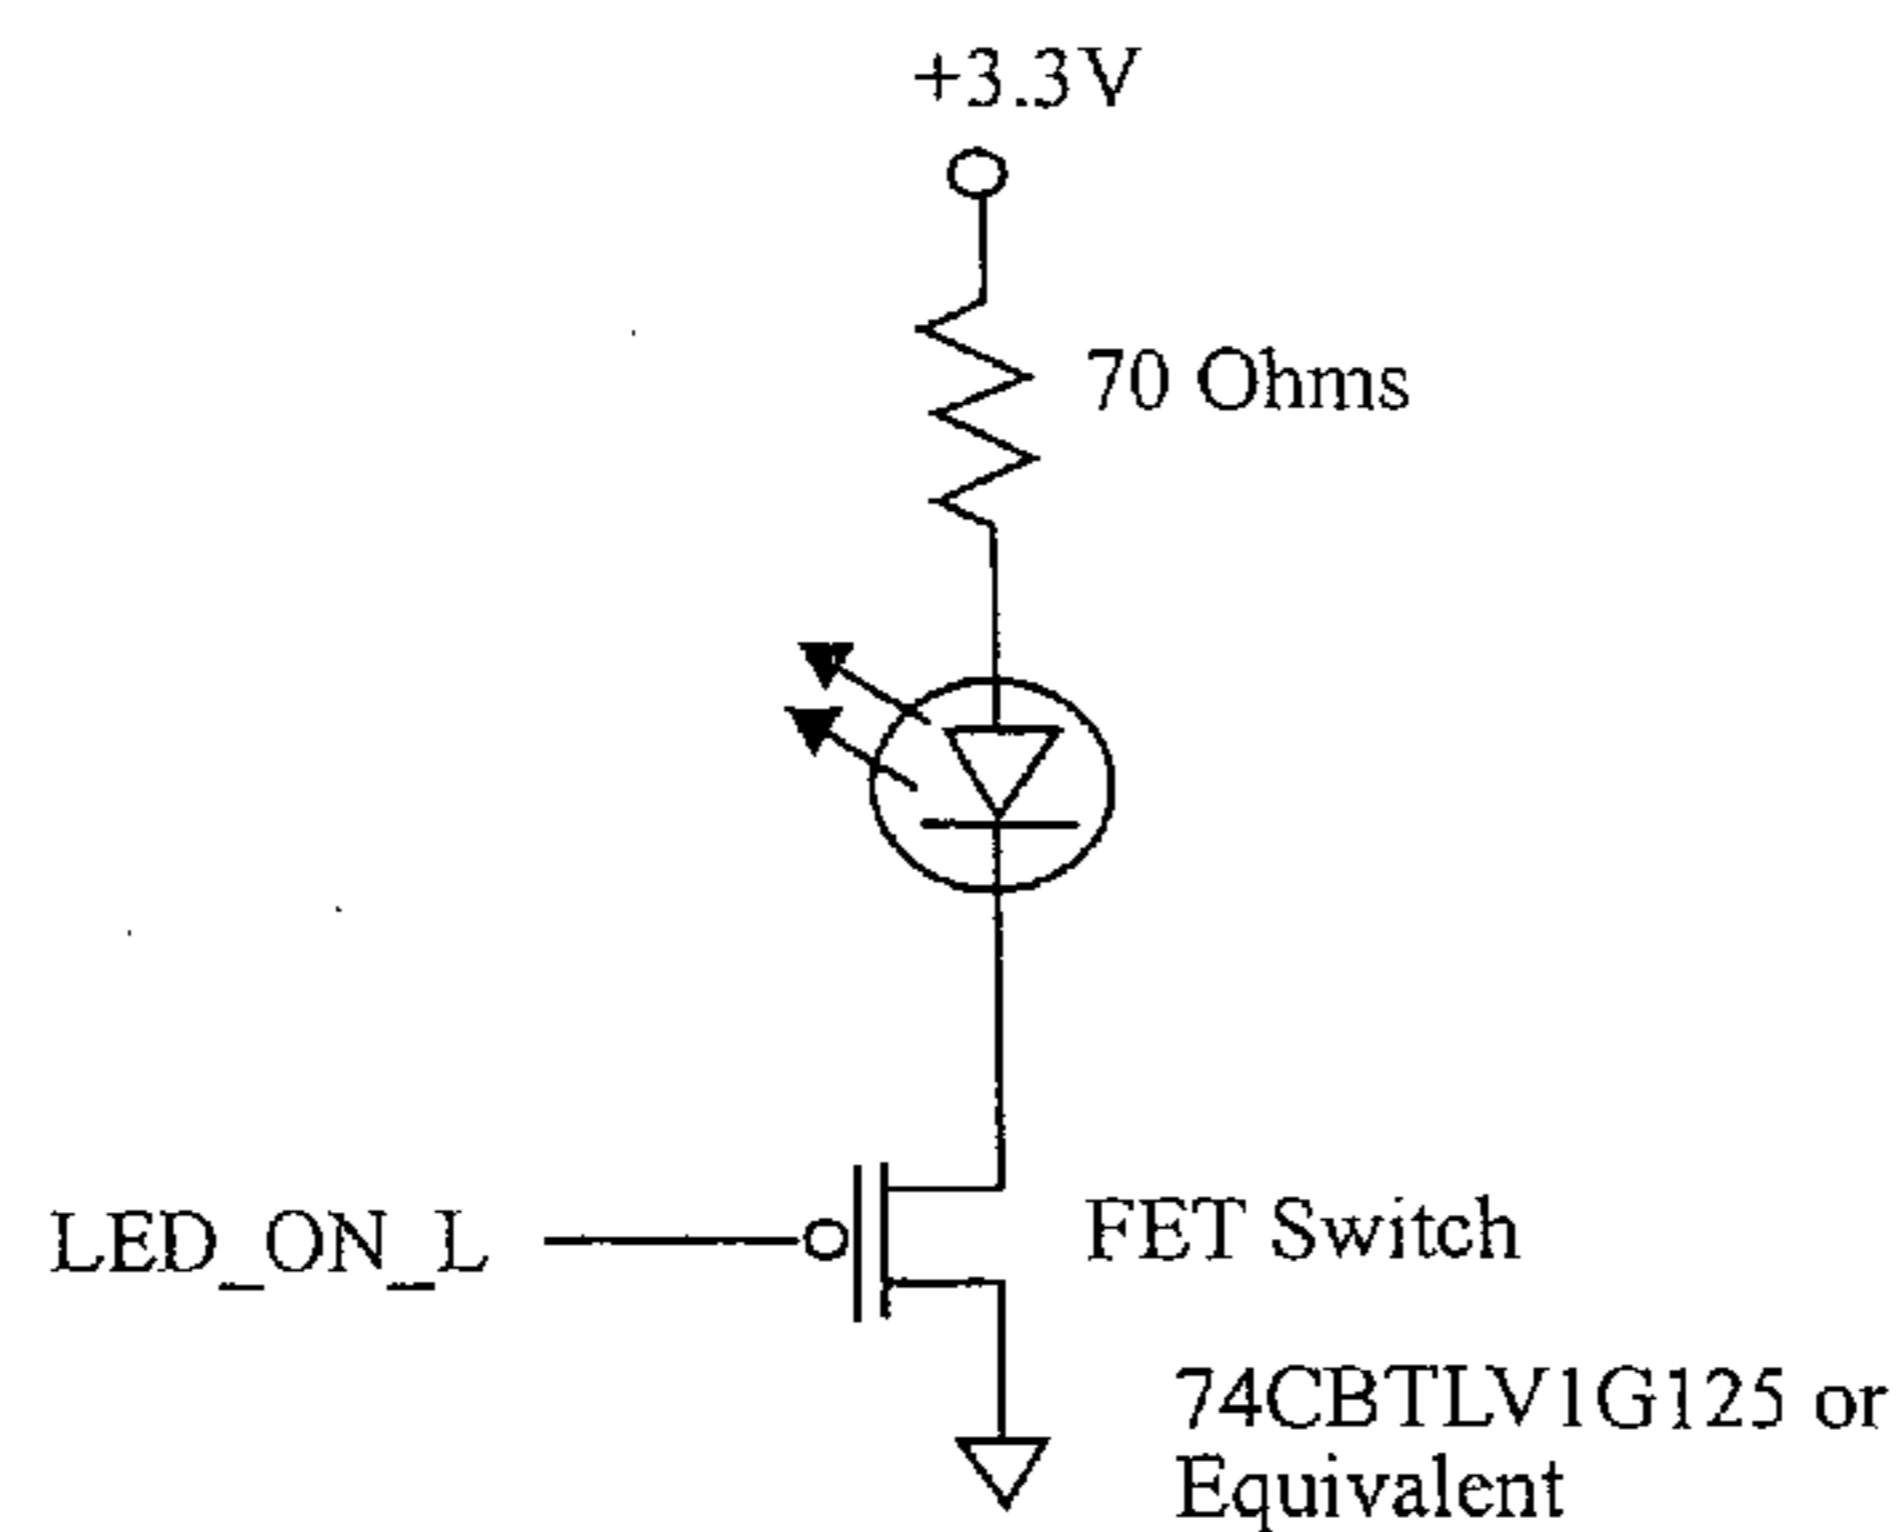 +3.3V
70 Ohms
LED_ON_L
FET Switch
74CBTLV1G125 or
Equivalent